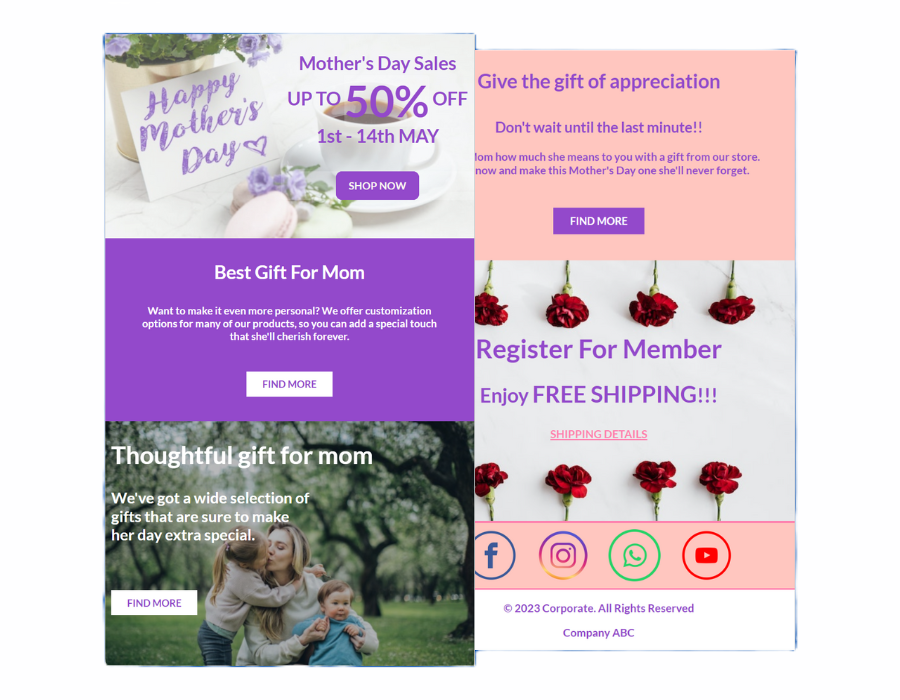 Happy
Mother's
Day
Mother's Day Sales
UP TO 50% OFF
1st - 14th MAY
SHOP NOW
Best Gift For Mom
Want to make it even more personal? We offer customization
options for many of our products, so you can add a special touch
that she'll cherish forever.
FIND MORE
Thoughtful gift for mom
We've got a wide selection of
gifts that are sure to make
her day extra special.
FIND MORE
Give the gift of appreciation
Don't wait until the last minute!!
how much she means to you with a gift from our store.
now and make this Mother's Day one she'll never forget.
FIND MORE
Register For Member
Enjoy FREE SHIPPING!!!
SHIPPING DETAILS
© 2023 Corporate. All Rights Reserved
Company ABC